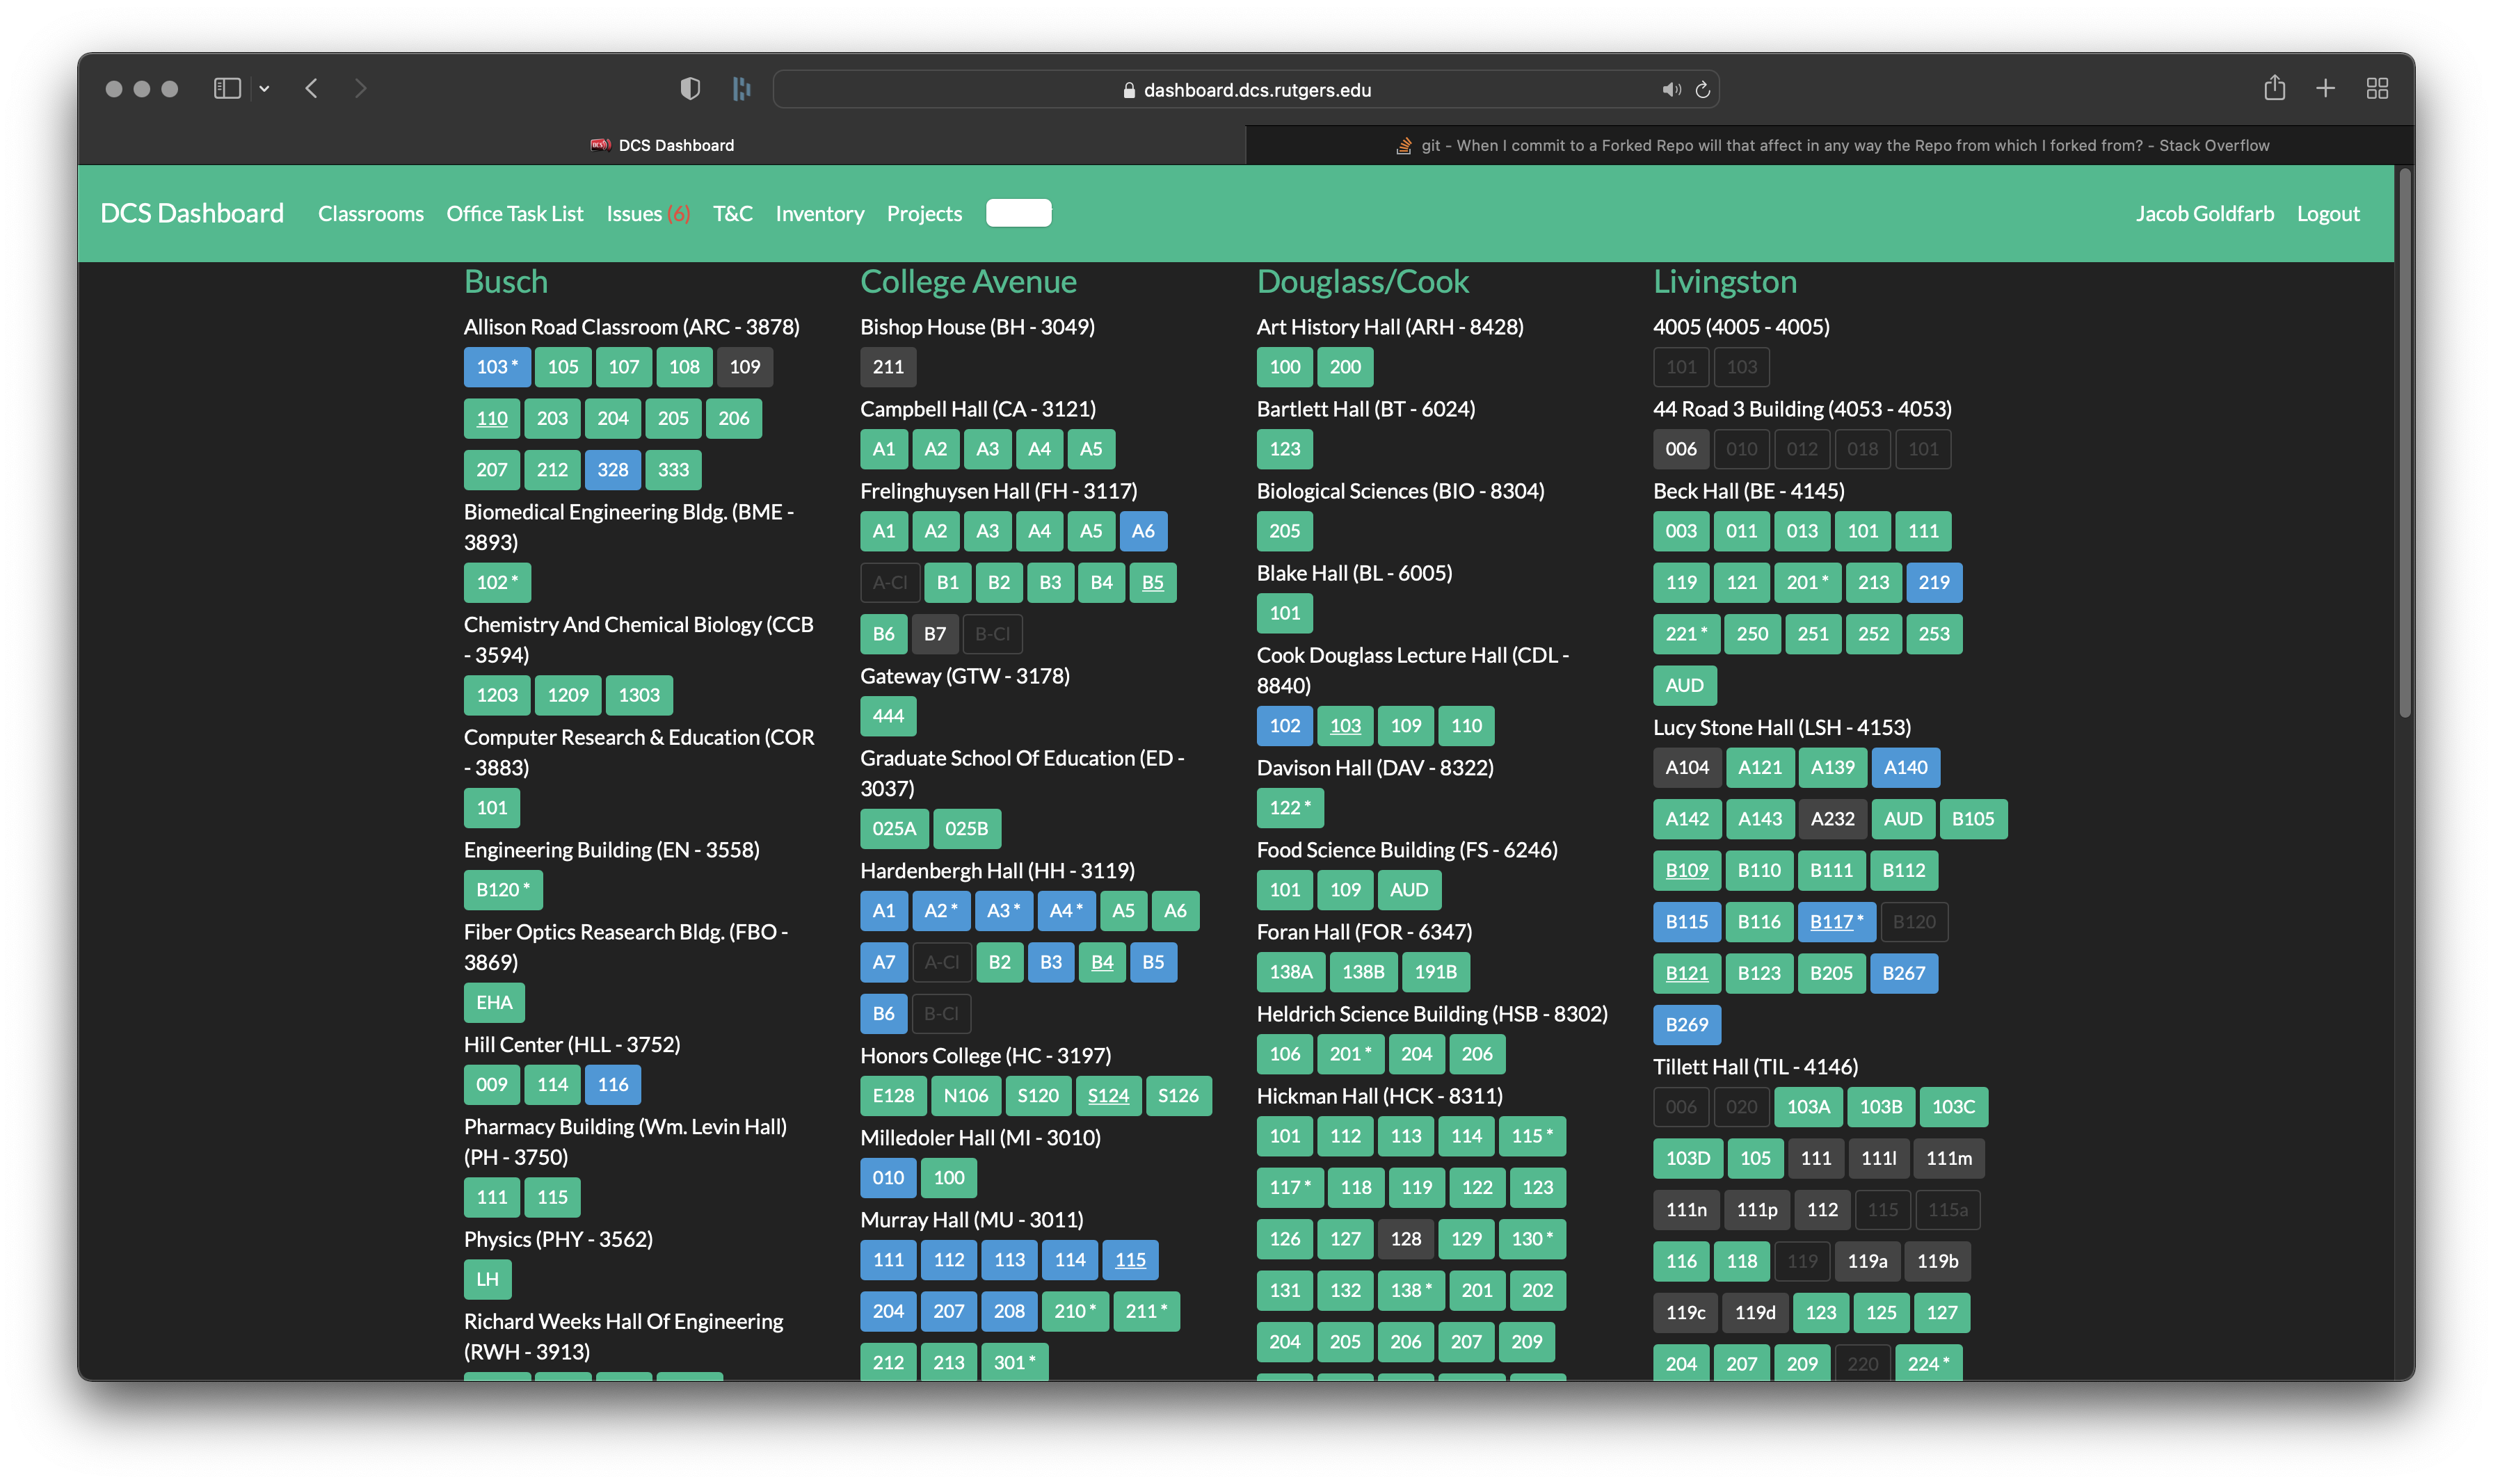 dashboard.dcs.rutgers.edu
DCS Dashboard
git - When I commit to a Forked Repo will that affect in any way the Repo from which I forked from? - Stack Overflow
DCS Dashboard Classrooms Office Task List Issues (6) T&C Inventory Projects Jacob Goldfarb Logout
Busch
Allison Road Classroom (ARC - 3878)
103 * 105 107 108 109
110 203 204 205 206
207 212 328 333
Biomedical Engineering Bldg. (BME -
3893)
102 *
Chemistry And Chemical Biology (CCB
- 3594)
1203 1209 1303
Computer Research & Education (COR
- 3883)
101
Engineering Building (EN - 3558)
B120 *
Fiber Optics Reasearch Bldg. (FBO -
3869)
EHA
Hill Center (HLL - 3752)
009 114 116
Pharmacy Building (Wm. Levin Hall)
(PH - 3750)
111 115
Physics (PHY - 3562)
LH
Richard Weeks Hall Of Engineering
(RWH - 3913)
College Avenue
Bishop House (BH - 3049)
211
Campbell Hall (CA - 3121)
A1 A2 A3 A4 A5
Frelinghuysen Hall (FH - 3117)
A1 A2 A3 A4 A5 A6
A-Cl B1 B2 B3 B4 B5
B6 B7 B-Cl
Gateway (GTW - 3178)
444
Graduate School Of Education (ED -
3037)
025A 025B
Hardenbergh Hall (HH - 3119)
A1 A2 * A3 * A4 * A5 A6
A7 A-Cl B2 B3 B4 B5
B6 B-Cl
Honors College (HC - 3197)
E128 N106 S120 S124 S126
Milledoler Hall (MI - 3010)
010 100
Murray Hall (MU - 3011)
111 112 113 114 115
204 207 208 210 * 211 *
212 213 301 *
Douglass/Cook
Art History Hall (ARH - 8428)
100 200
Bartlett Hall (BT - 6024)
123
Biological Sciences (BIO - 8304)
205
Blake Hall (BL - 6005)
101
Cook Douglass Lecture Hall (CDL -
8840)
102 103 109 110
Davison Hall (DAV - 8322)
122 *
Food Science Building (FS - 6246)
101 109 AUD
Foran Hall (FOR - 6347)
138A 138B 191B
Heldrich Science Building (HSB - 8302)
106 201 * 204 206
Hickman Hall (HCK - 8311)
101 112 113 114 115 *
117 * 118 119 122 123
126 127 128 129 130 *
131 132 138 * 201 202
204 205 206 207 209
Livingston
4005 (4005 - 4005)
101 103
44 Road 3 Building (4053 - 4053)
006 010 012 018 101
Beck Hall (BE - 4145)
003 011 013 101 111
119 121 201 * 213 219
221 * 250 251 252 253
AUD
Lucy Stone Hall (LSH - 4153)
A104 A121 A139 A140
A142 A143 A232 AUD B105
B109 B110 B111 B112
B115 B116 B117 * B120
B121 B123 B205 B267
B269
Tillett Hall (TIL - 4146)
006 020 103A 103B 103C
103D 105 111 111l 111m
111n 111p 112 115 115a
116 118 119 119a 119b
119c 119d 123 125 127
204 207 209 220 224 *